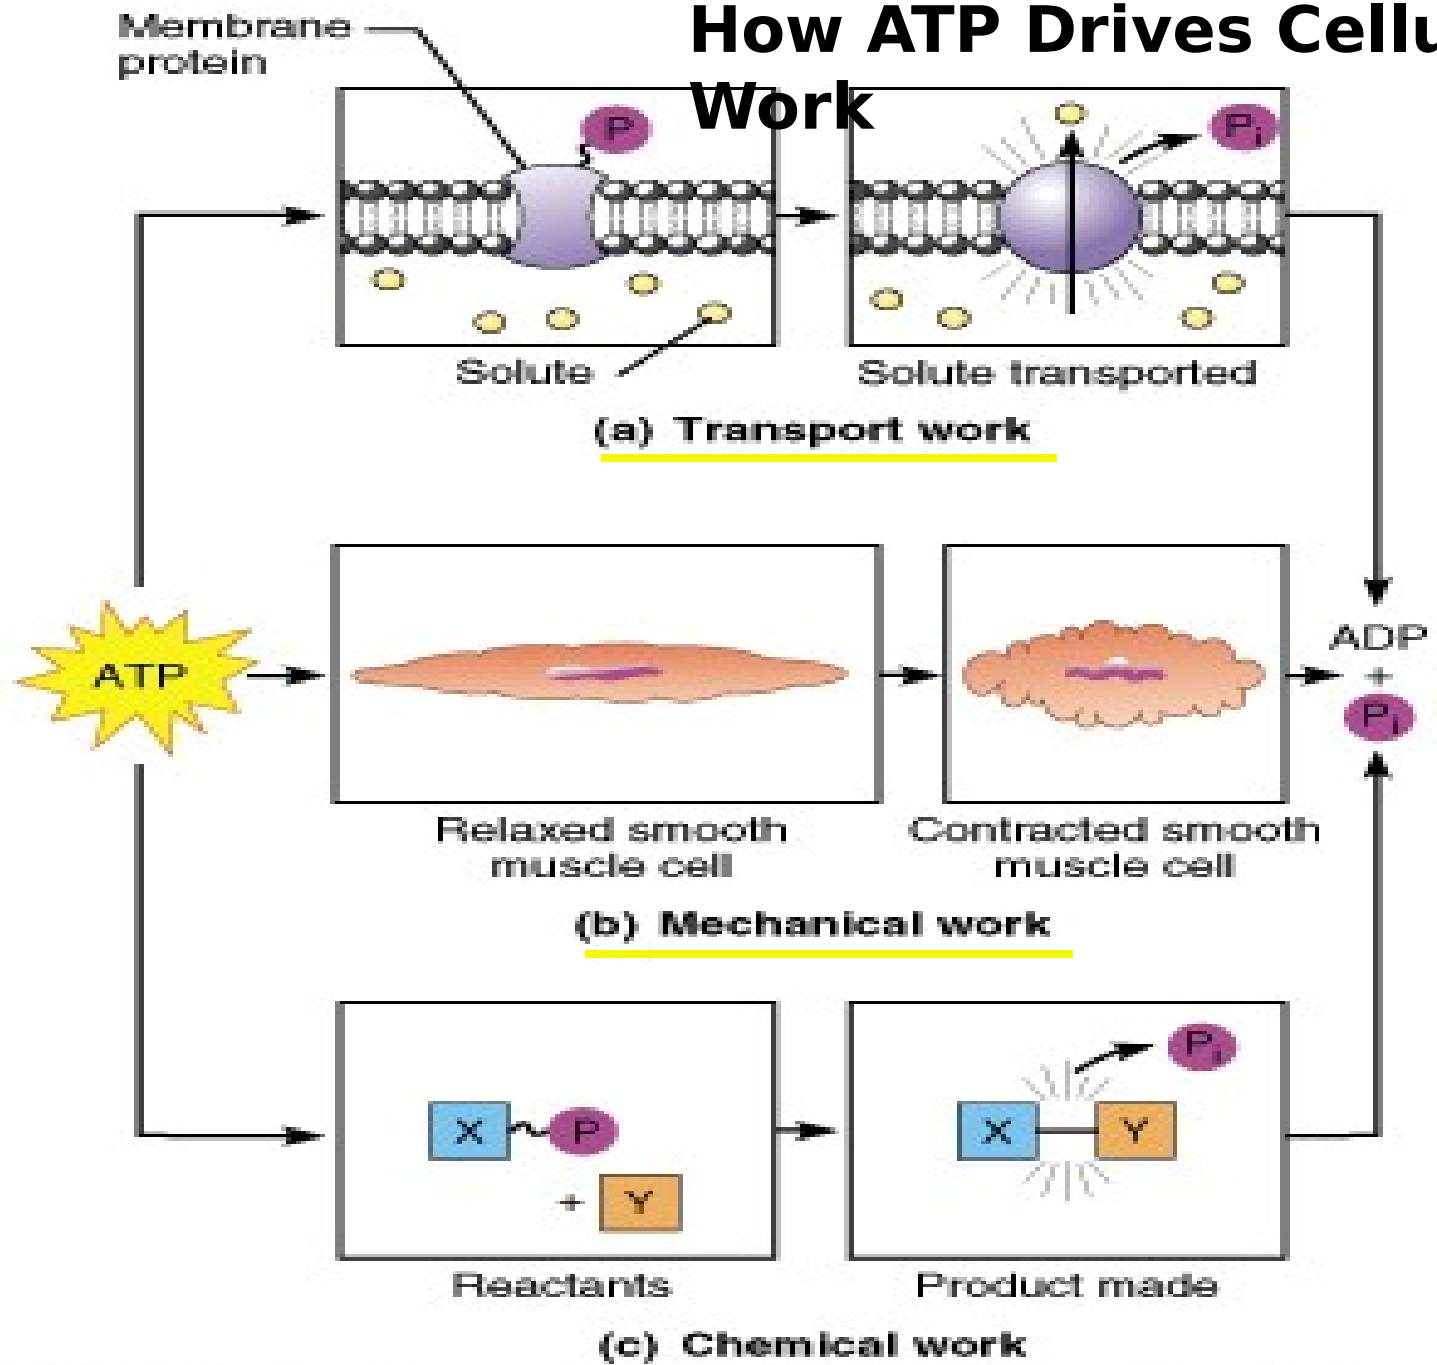 How ATP Drives Cellu
Work
Membrane
protein
P
Pi
Solute
Solute transported
(a) Transport work
ATP
ADP
+
Pi
Relaxed smooth
muscle cell
Contracted smooth
muscle cell
(b) Mechanical work
X
P
+
Y
Pi
X
Y
Reactants
Product made
(c) Chemical work